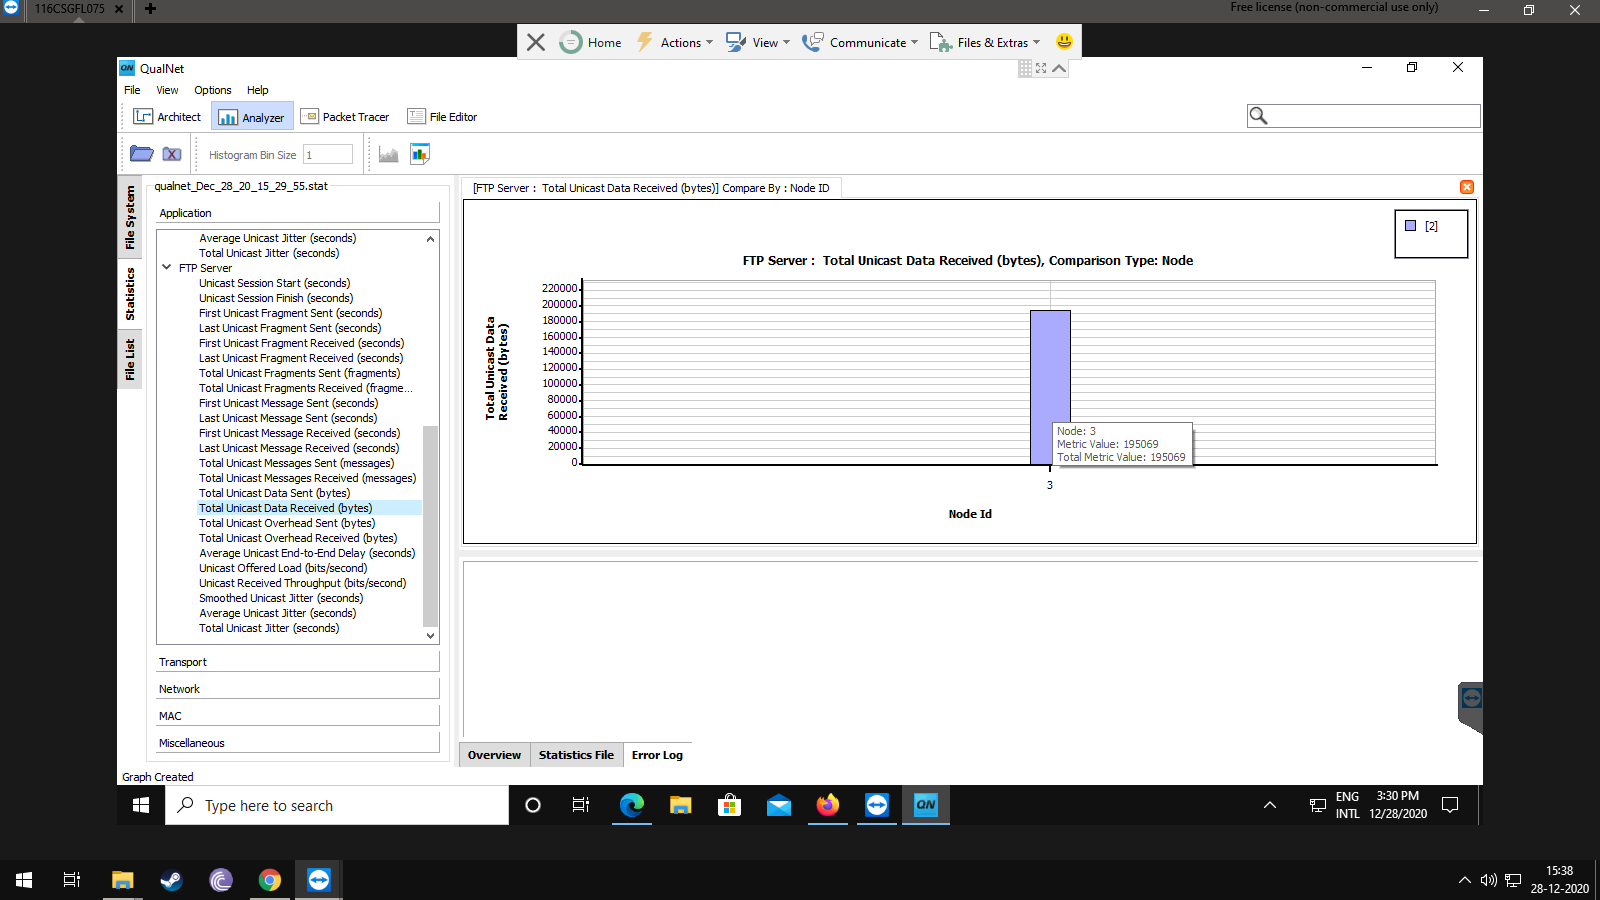 116CSGFL075
Free license (non-commercial use only)
Home
Actions
View
Communicate
Files & Extras
QN
QualNet
File
View
Options
Help
Architect
Analyzer
Packet Tracer
File Editor
Histogram Bin Size
1
File System
Statistics
File List
qualnet_Dec_28_20_15_29_55.stat
Application
Average Unicast Jitter (seconds)
Total Unicast Jitter (seconds)
FTP Server
Unicast Session Start (seconds)
Unicast Session Finish (seconds)
First Unicast Fragment Sent (seconds)
Last Unicast Fragment Sent (seconds)
First Unicast Fragment Received (seconds)
Last Unicast Fragment Received (seconds)
Total Unicast Fragments Sent (fragments)
Total Unicast Fragments Received (fragme...
First Unicast Message Sent (seconds)
Last Unicast Message Sent (seconds)
First Unicast Message Received (seconds)
Last Unicast Message Received (seconds)
Total Unicast Messages Sent (messages)
Total Unicast Messages Received (messages)
Total Unicast Data Sent (bytes)
Total Unicast Data Received (bytes)
Total Unicast Overhead Sent (bytes)
Total Unicast Overhead Received (bytes)
Average Unicast End-to-End Delay (seconds)
Unicast Offered Load (bits/second)
Unicast Received Throughput (bits/second)
Smoothed Unicast Jitter (seconds)
Average Unicast Jitter (seconds)
Total Unicast Jitter (seconds)
Transport
Network
MAC
Miscellaneous
[FTP Server : Total Unicast Data Received (bytes)] Compare By : Node ID
[2]
FTP Server : Total Unicast Data Received (bytes), Comparison Type: Node
Total Unicast Data
Received (bytes)
220000
200000
180000
160000
140000
120000
100000
80000
60000
40000
20000
0
Node: 3
Metric Value: 195069
Total Metric Value: 195069
3
Node Id
Overview
Statistics File
Error Log
Graph Created
Type here to search
QN
ENG
INTL
3:30 PM
12/28/2020
15:38
28-12-2020